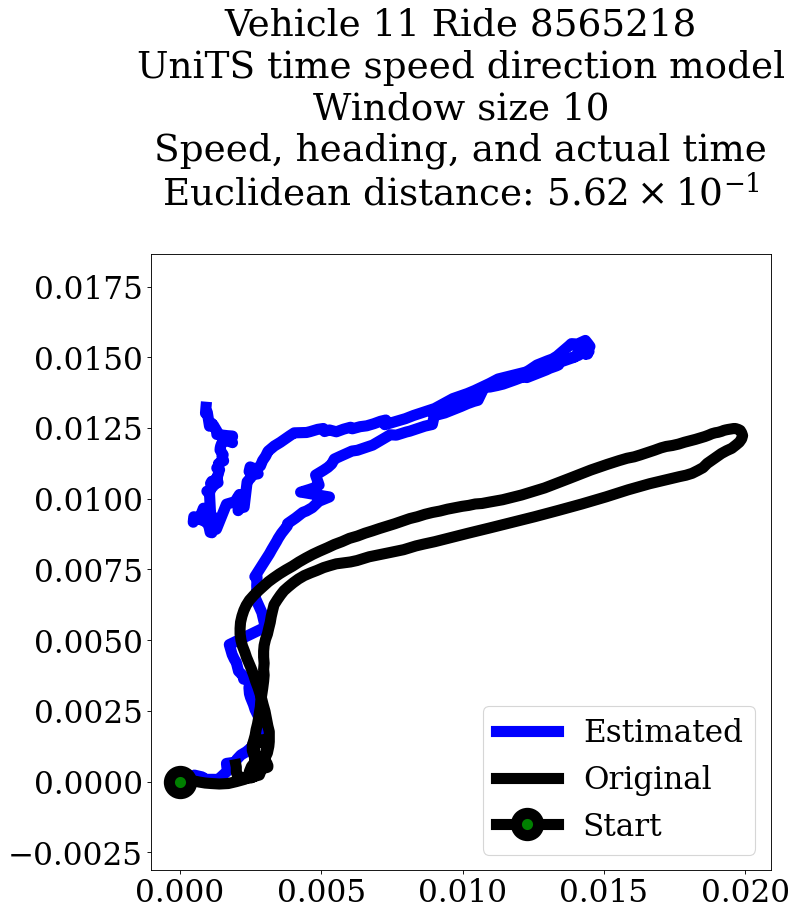 Vehicle 11 Ride 8565218
UniTS time speed direction model
Window size 10
Speed, heading, and actual time
Euclidean distance: 5.62 × 10⁻¹
0.0175
0.0150
0.0125
0.0100
0.0075
0.0050
0.0025
0.0000
−0.0025
Estimated
Original
Start
0.000 0.005 0.010 0.015 0.020